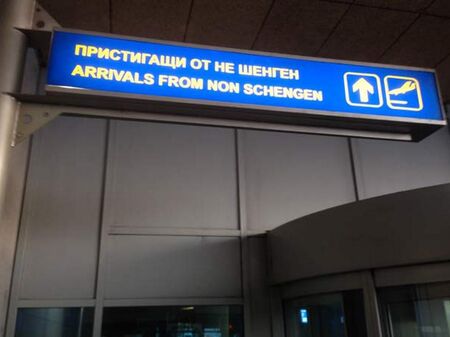 ПРИСТИГАЩИ ОТ НЕ ШЕНГЕН
ARRIVALS FROM NON SCHENGEN